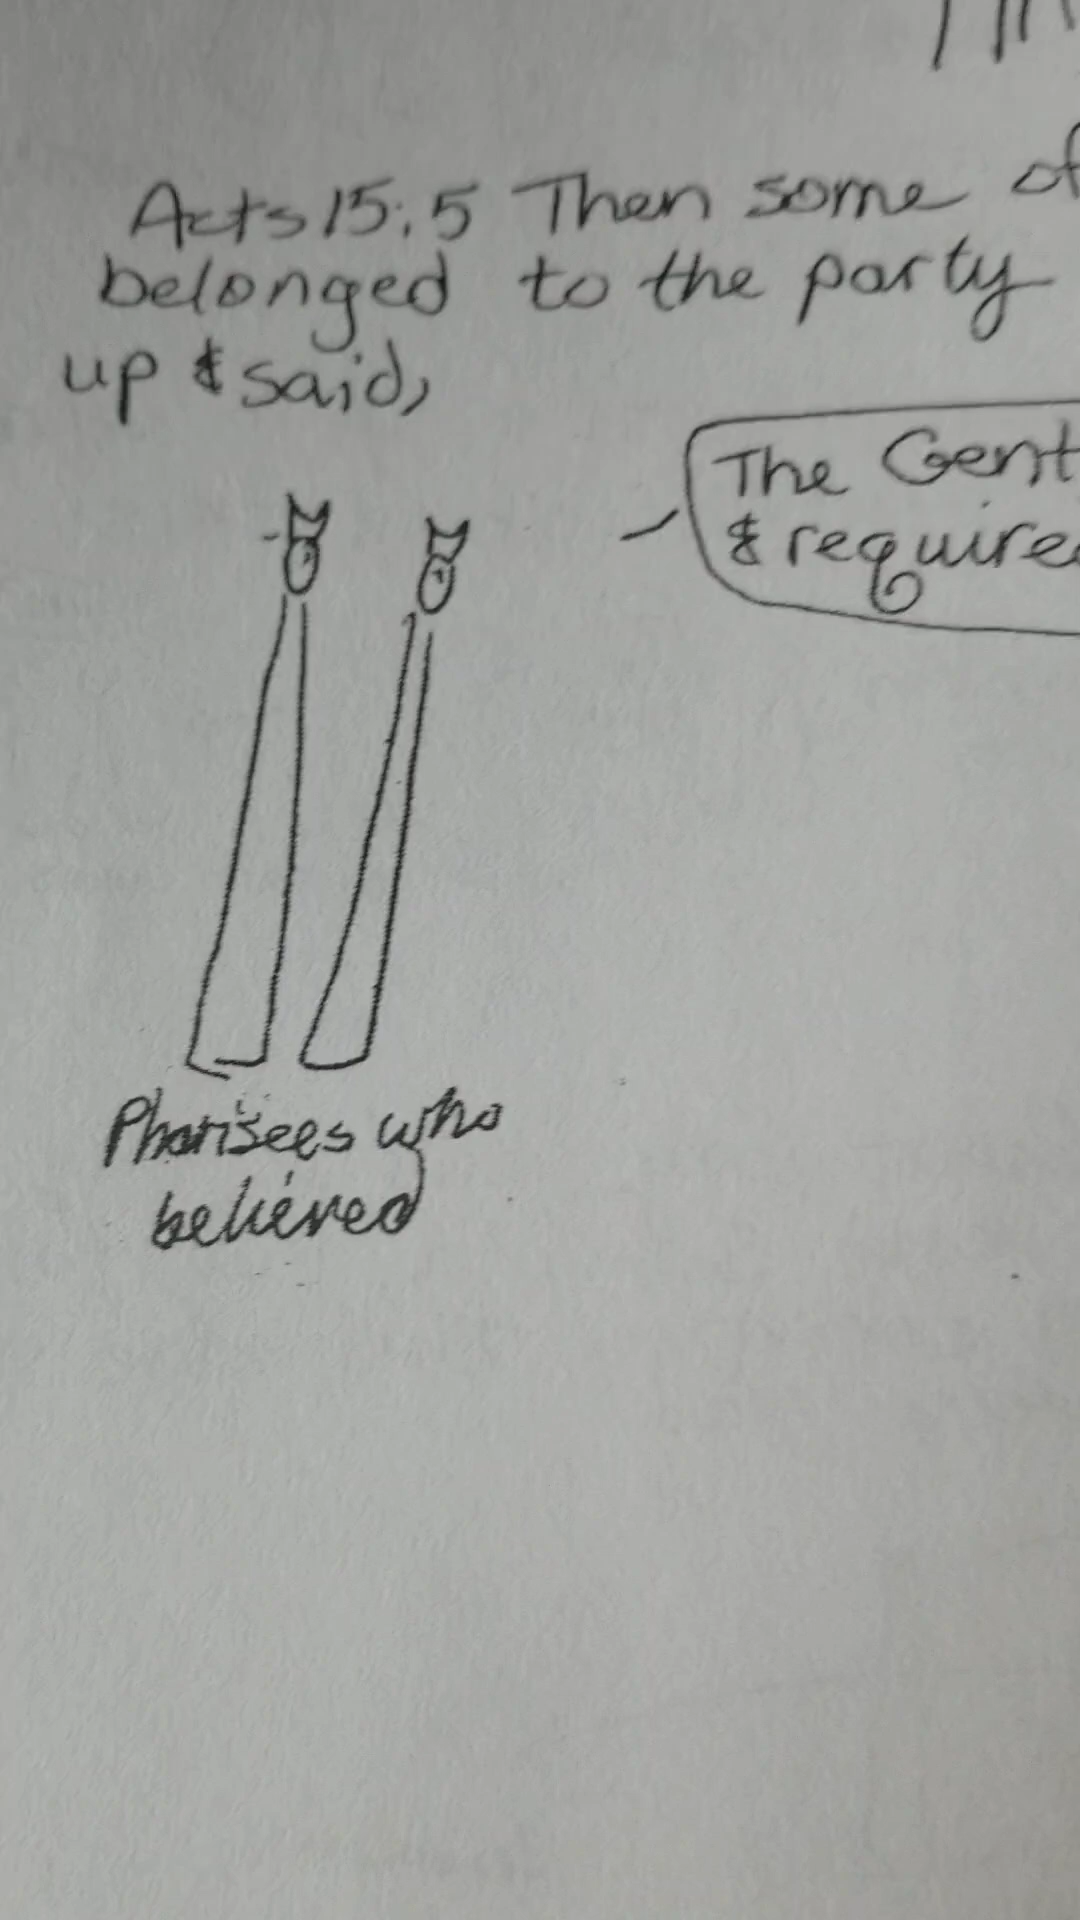 Acts 15:5 Then some of
belonged to the party
up & said,
The Gent
& require
Pharisees who
believed